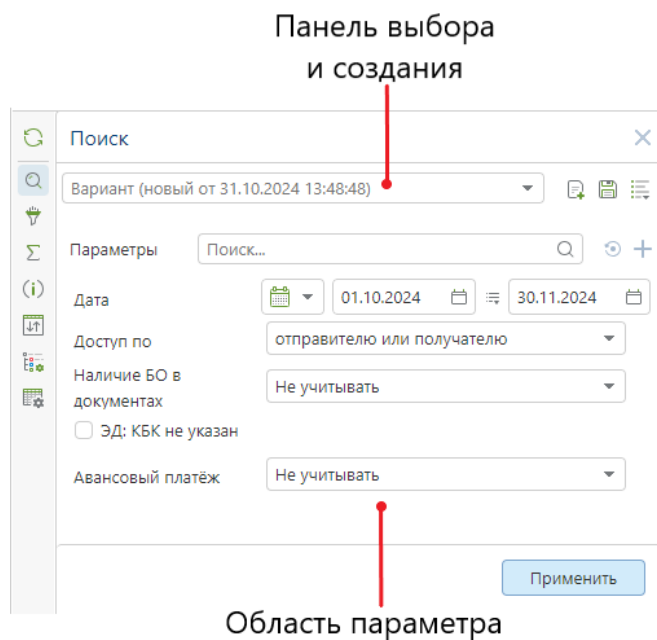 Панель выбора
и создания
Поиск
Вариант (новый от 31.10.2024 13:48:48)
Параметры Поиск...
Дата 01.10.2024 30.11.2024
Доступ по отправителю или получателю
Наличие БО в
документах Не учитывать
ЭД: КБК не указан
Авансовый платёж Не учитывать
Применить
Область параметра